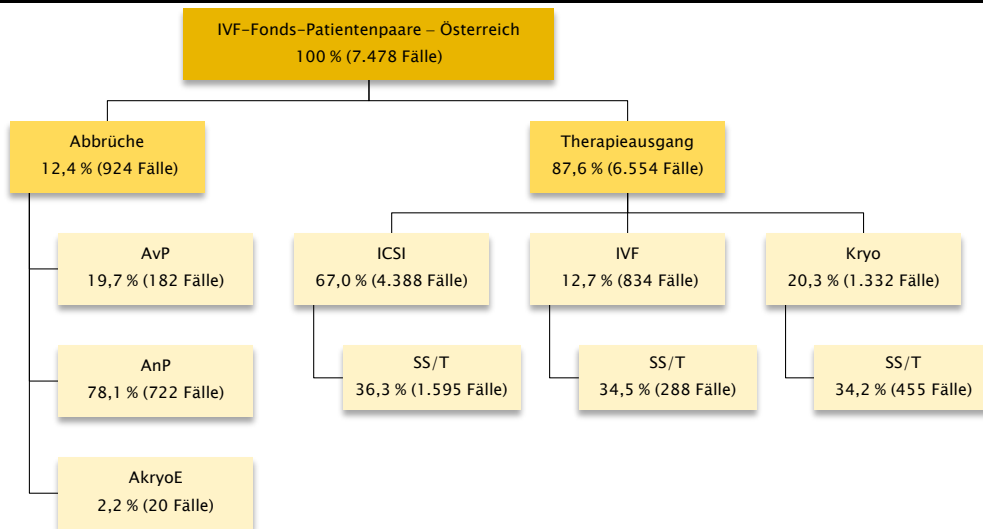 IVF-Fonds-Patientenpaare – Österreich
100 % (7.478 Fälle)
Abbrüche
12,4 % (924 Fälle)
Therapieausgang
87,6 % (6.554 Fälle)
AvP
19,7 % (182 Fälle)
ICSI
67,0 % (4.388 Fälle)
IVF
12,7 % (834 Fälle)
Kryo
20,3 % (1.332 Fälle)
AnP
78,1 % (722 Fälle)
SS/T
36,3 % (1.595 Fälle)
SS/T
34,5 % (288 Fälle)
SS/T
34,2 % (455 Fälle)
AkryoE
2,2 % (20 Fälle)